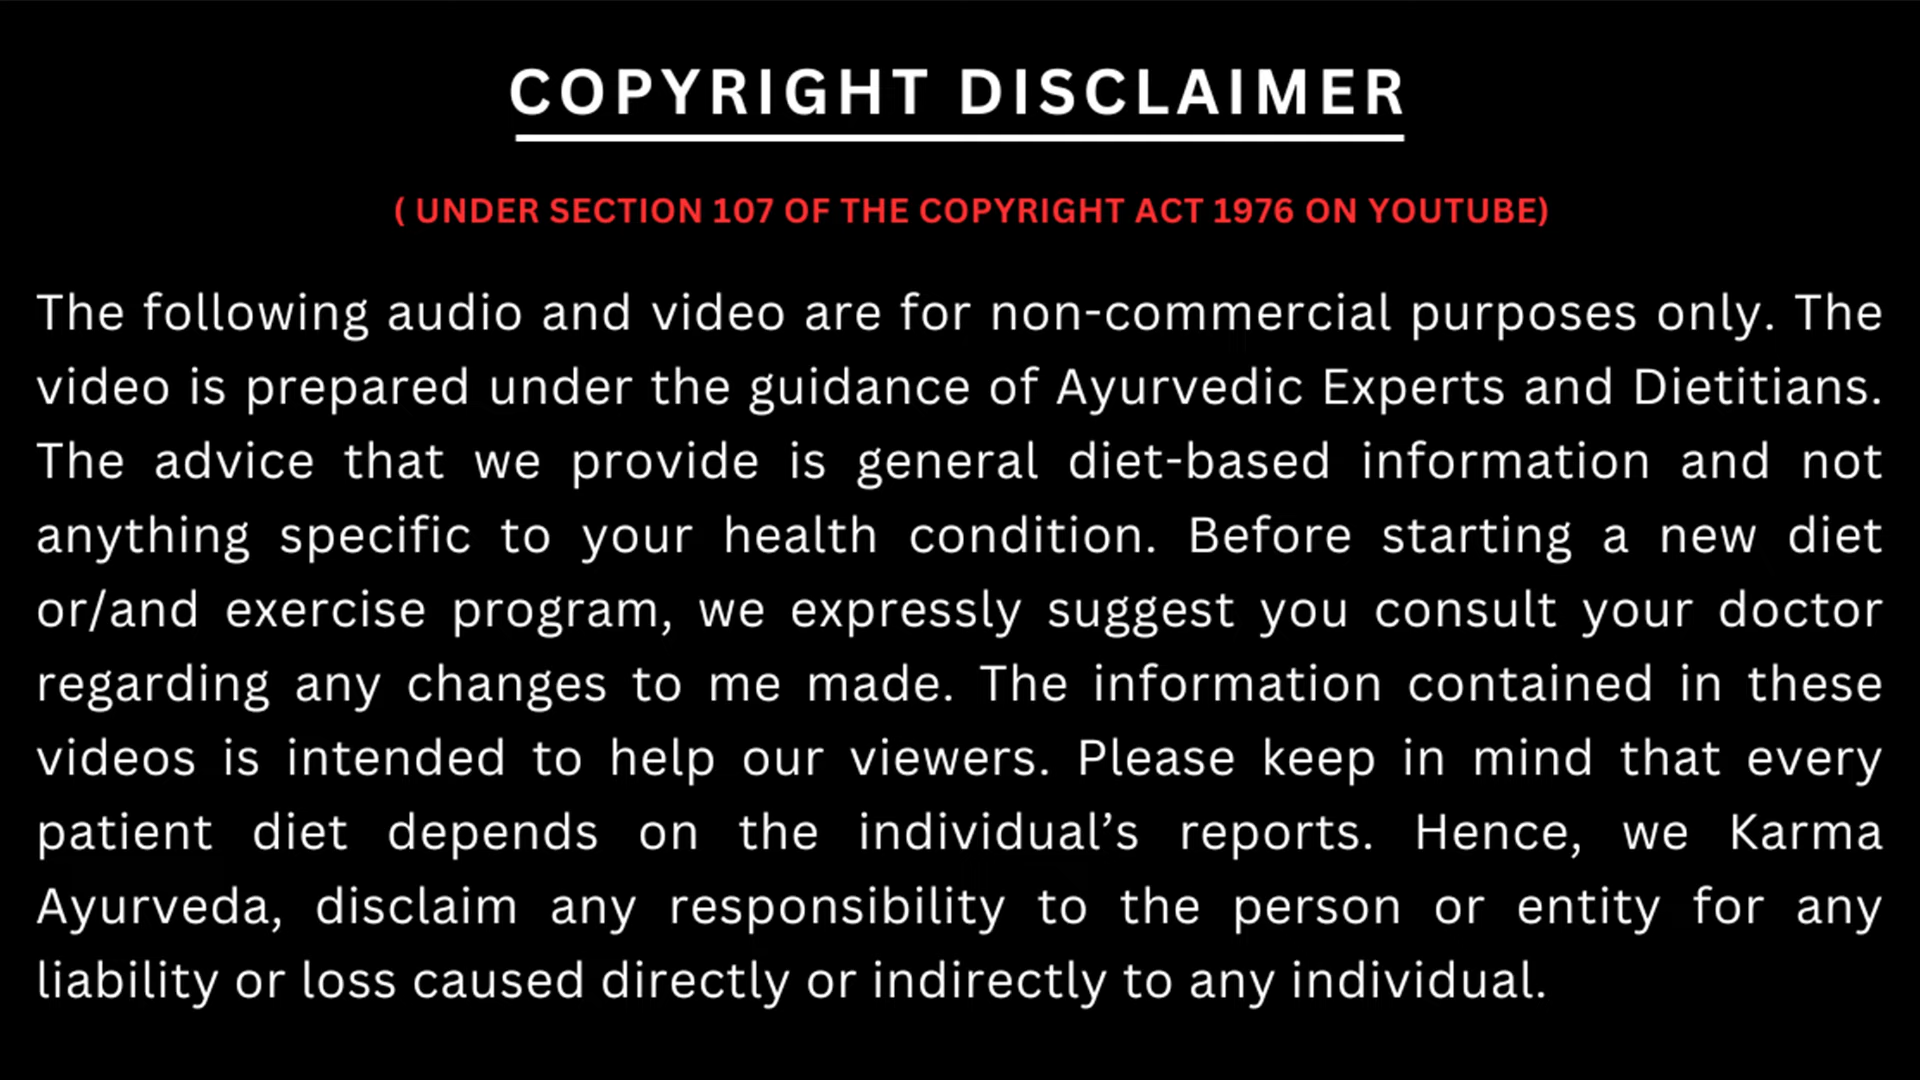 COPYRIGHT DISCLAIMER
( UNDER SECTION 107 OF THE COPYRIGHT ACT 1976 ON YOUTUBE)
The following audio and video are for non-commercial purposes only. The
video is prepared under the guidance of Ayurvedic Experts and Dietitians.
The advice that we provide is general diet-based information and not
anything specific to your health condition. Before starting a new diet
or/and exercise program, we expressly suggest you consult your doctor
regarding any changes to me made. The information contained in these
videos is intended to help our viewers. Please keep in mind that every
patient diet depends on the individual’s reports. Hence, we Karma
Ayurveda, disclaim any responsibility to the person or entity for any
liability or loss caused directly or indirectly to any individual.